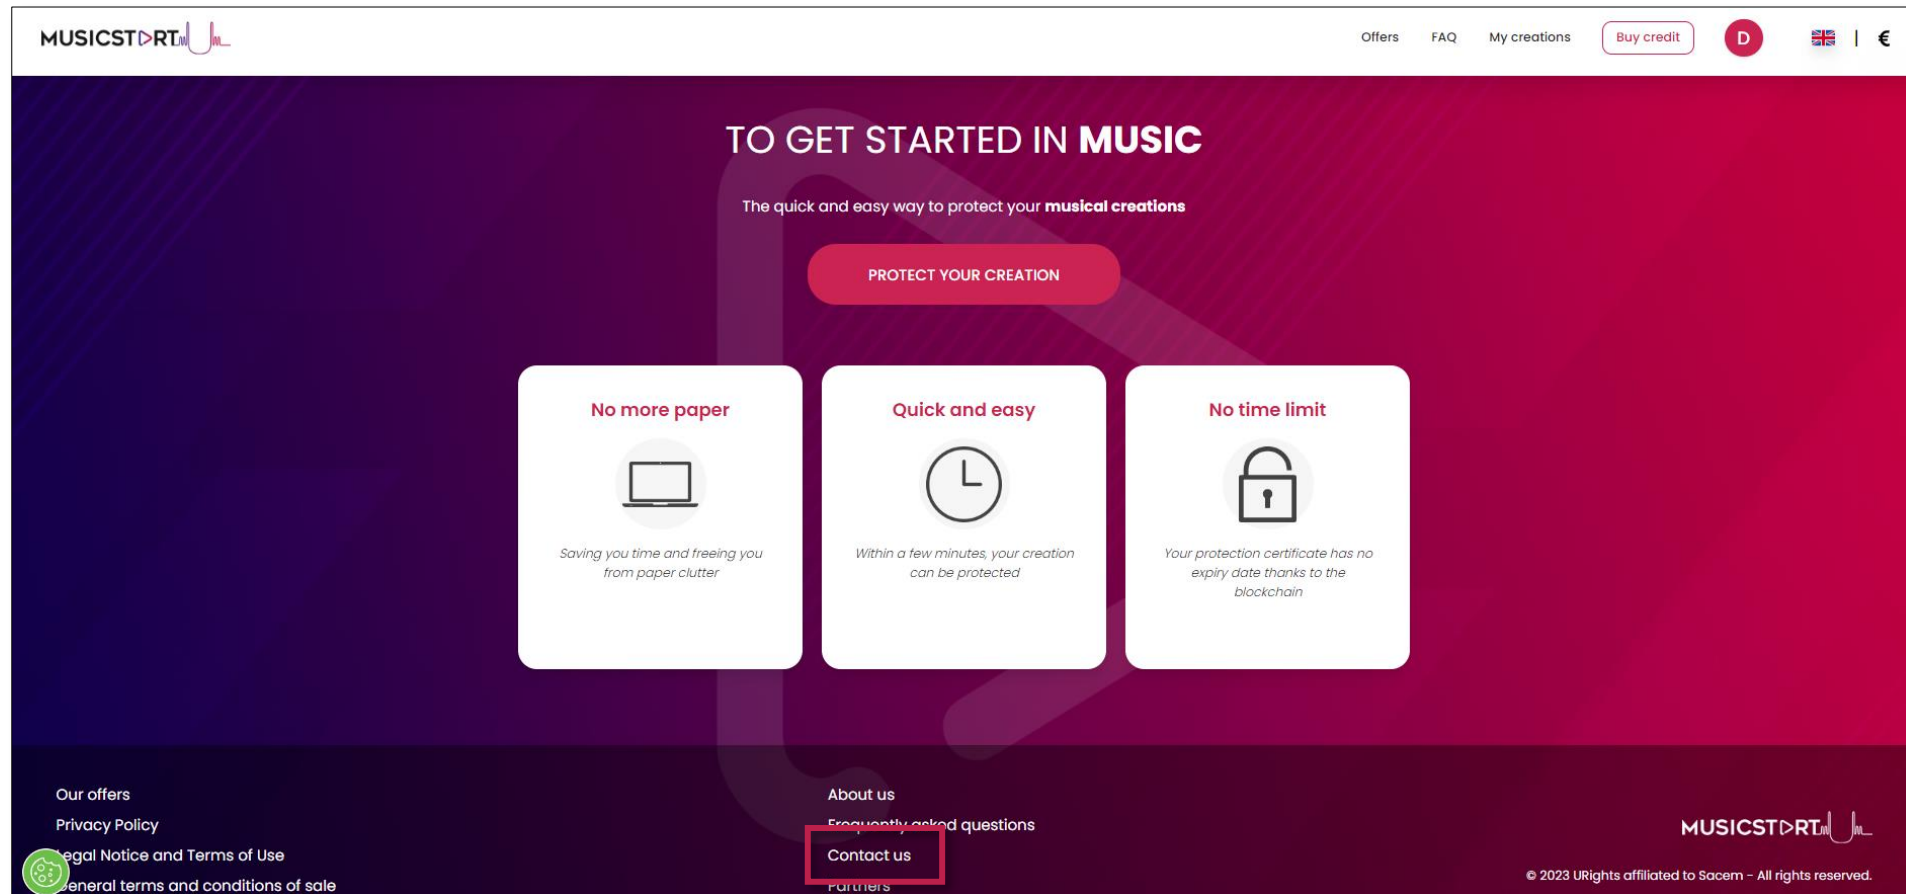 MUSICSTART
Offers
FAQ
My creations
Buy credit
D
|
€
TO GET STARTED IN MUSIC
The quick and easy way to protect your musical creations
PROTECT YOUR CREATION
No more paper
Saving you time and freeing you
from paper clutter
Quick and easy
Within a few minutes, your creation
can be protected
No time limit
Your protection certificate has no
expiry date thanks to the
blockchain
Our offers
Privacy Policy
Legal Notice and Terms of Use
General terms and conditions of sale
About us
Frequently asked questions
Contact us
Partners
MUSICSTART
© 2023 URights affiliated to Sacem - All rights reserved.